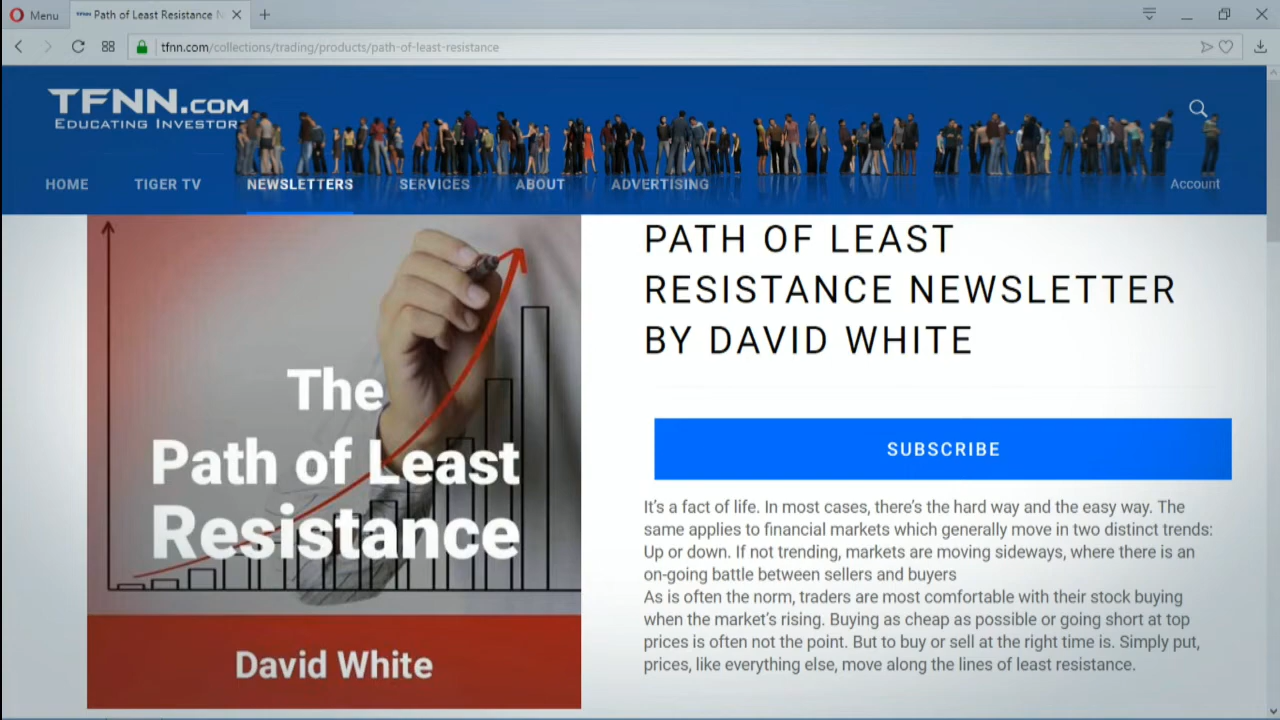 Menu
Path of Least Resistance N
tfnn.com/collections/trading/products/path-of-least-resistance
TFNN.COM
EDUCATING INVESTORS
HOME TIGER TV NEWSLETTERS SERVICES ABOUT ADVERTISING Account
The
Path of Least
Resistance
David White
PATH OF LEAST
RESISTANCE NEWSLETTER
BY DAVID WHITE
SUBSCRIBE
It's a fact of life. In most cases, there's the hard way and the easy way. The
same applies to financial markets which generally move in two distinct trends:
Up or down. If not trending, markets are moving sideways, where there is an
on-going battle between sellers and buyers
As is often the norm, traders are most comfortable with their stock buying
when the market's rising. Buying as cheap as possible or going short at top
prices is often not the point. But to buy or sell at the right time is. Simply put,
prices, like everything else, move along the lines of least resistance.